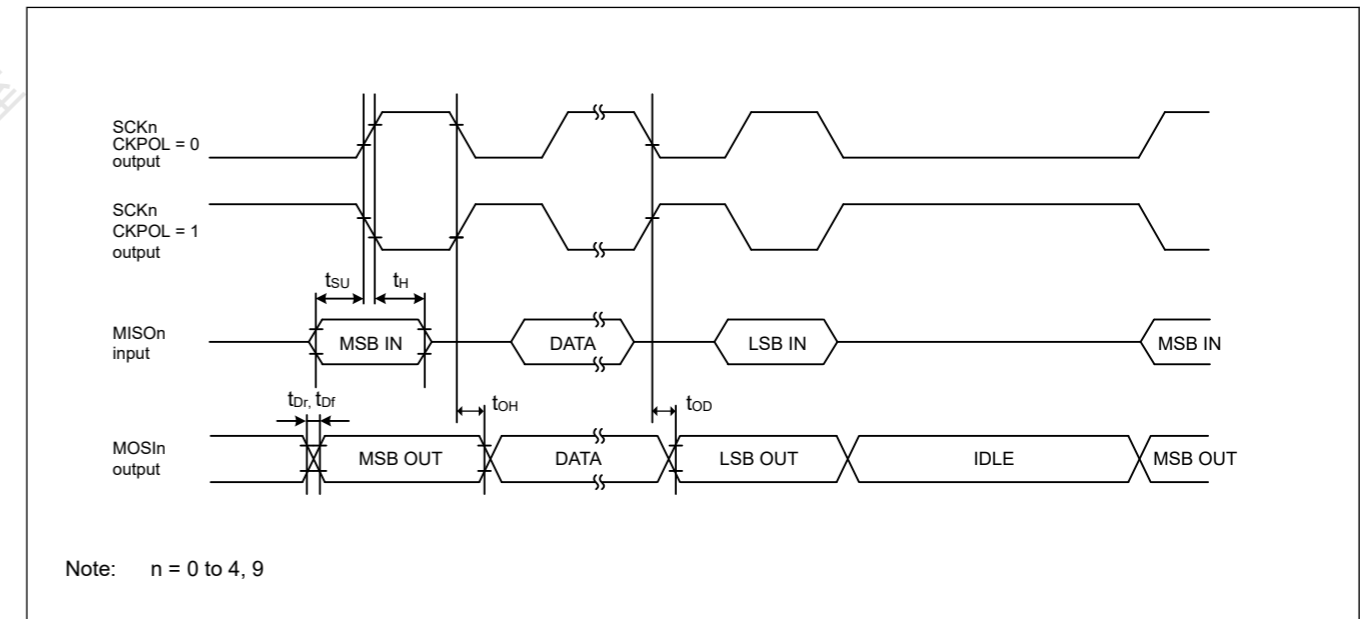 SCKn
CKPOL = 0
output
SCKn
CKPOL = 1
output
tSU
tH
MISOn
input
MSB IN
DATA
LSB IN
MSB IN
tDr, tDf
tOH
tOD
MOSIn
output
MSB OUT
DATA
LSB OUT
IDLE
MSB OUT
Note: n = 0 to 4, 9